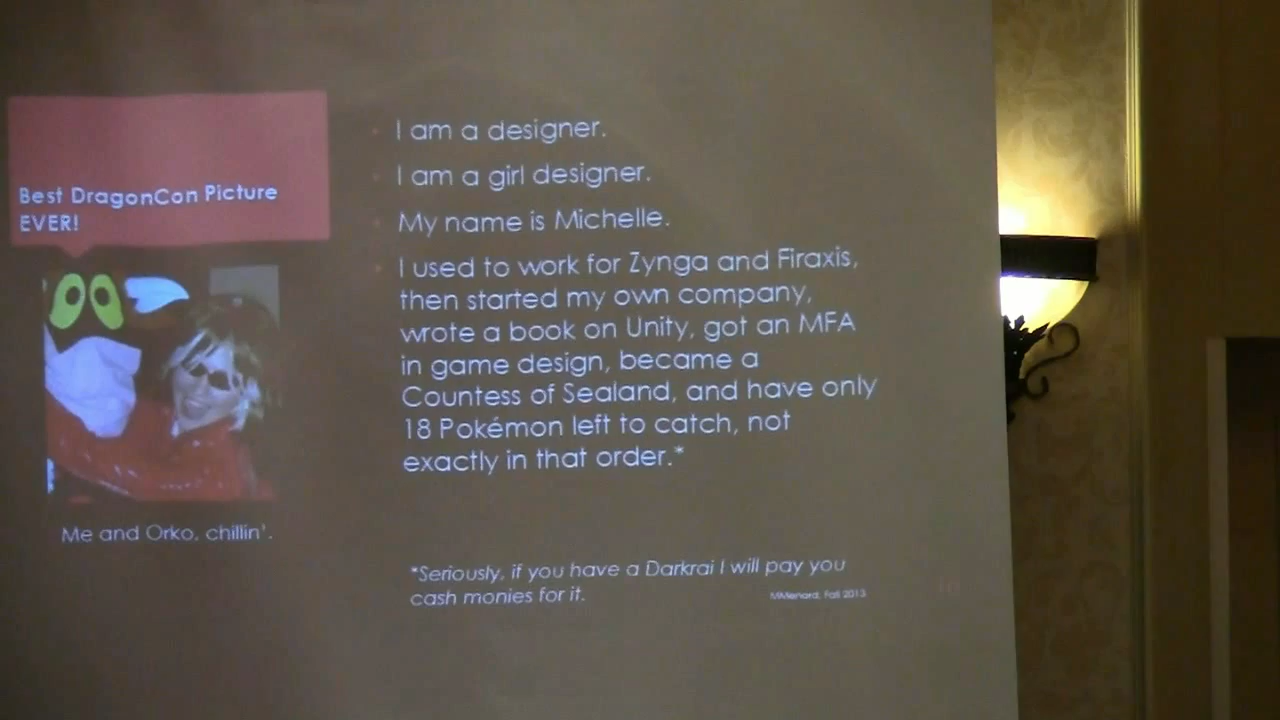 Best DragonCon Picture
EVER!
Me and Orko, chillin'.
I am a designer.
I am a girl designer.
My name is Michelle.
I used to work for Zynga and Firaxis,
then started my own company,
wrote a book on Unity, got an MFA
in game design, became a
Countess of Sealand, and have only
18 Pokémon left to catch, not
exactly in that order.*
*Seriously, if you have a Darkrai I will pay you
cash monies for it.
MMenard, Fall 2013